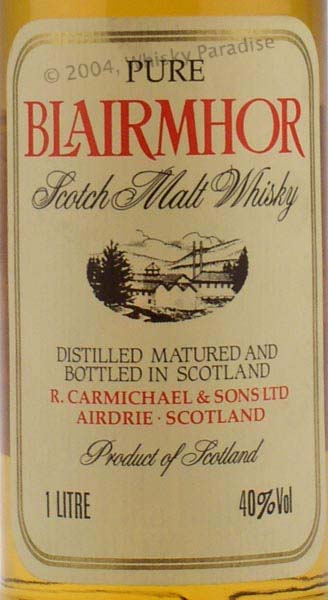 © 2004, Whisky Paradise
PURE
BLAIRMHOR
Scotch Malt Whisky
DISTILLED MATURED AND
BOTTLED IN SCOTLAND
R. CARMICHAEL & SONS LTD
AIRDRIE · SCOTLAND
Product of Scotland
1 LITRE 40%Vol